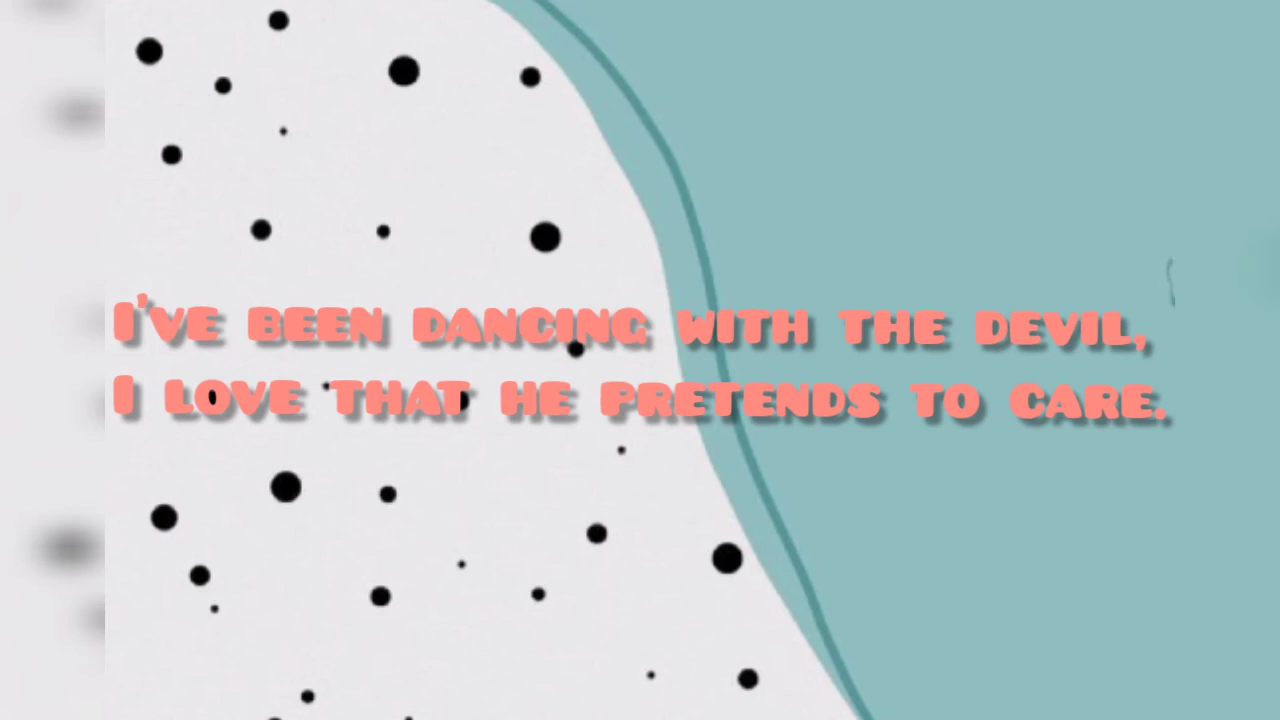 I've been dancing with the devil,
I love that he pretends to care.